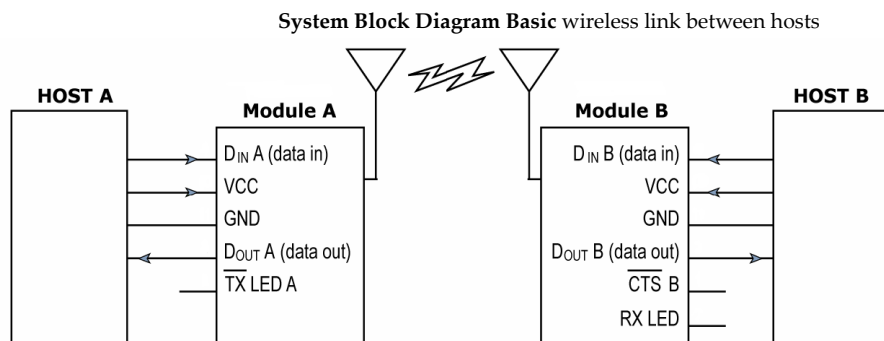 System Block Diagram Basic wireless link between hosts
HOST A
Module A
Module B
HOST B
DIN A (data in)
VCC
GND
DOUT A (data out)
TX LED A
DIN B (data in)
VCC
GND
DOUT B (data out)
CTS B
RX LED